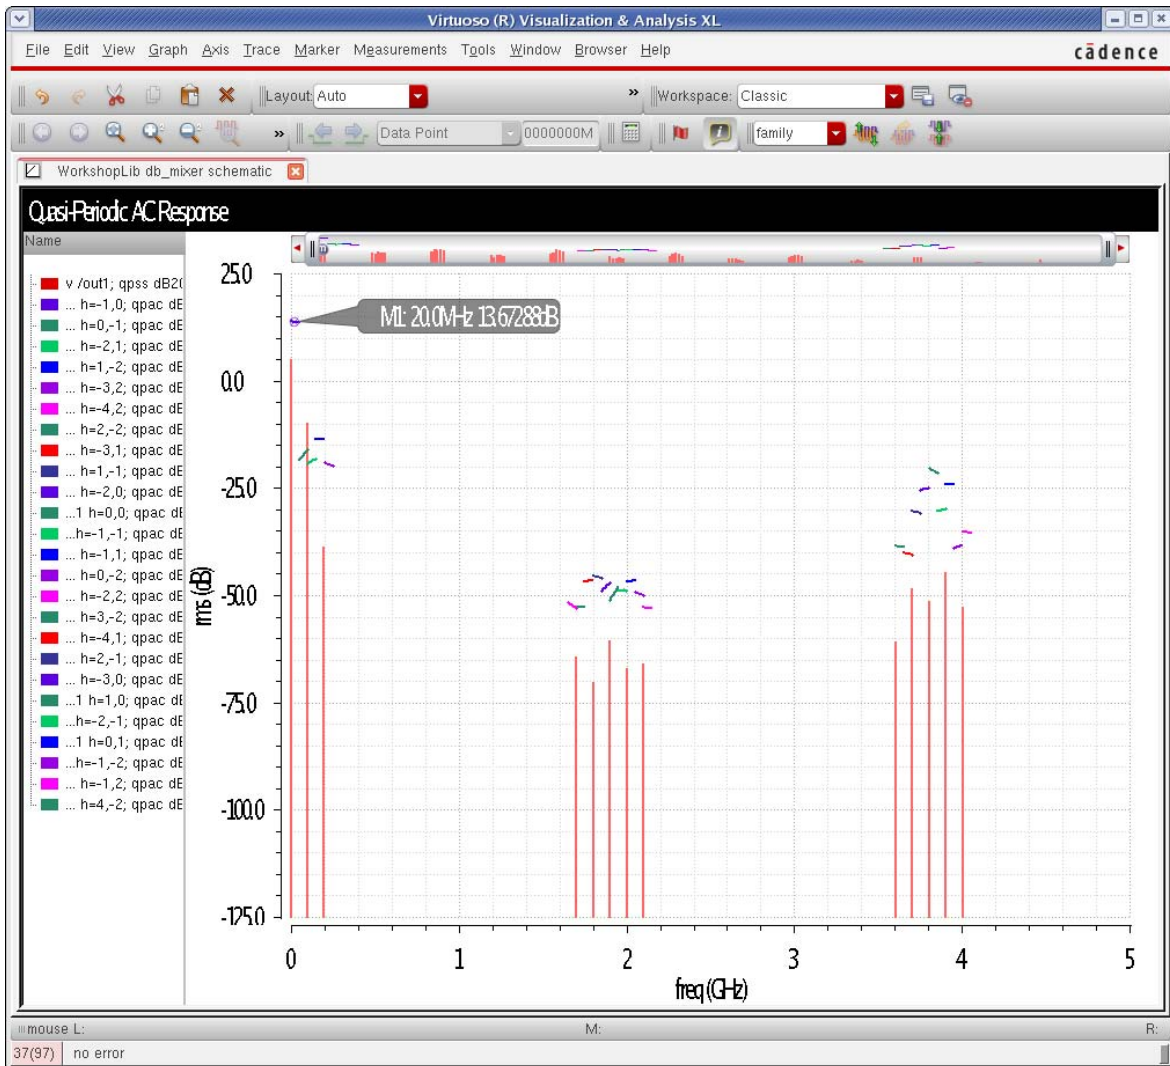 Virtuoso (R) Visualization & Analysis XL
File Edit View Graph Axis Trace Marker Measurements Tools Window Browser Help
cādence
Layout: Auto » Workspace: Classic
» Data Point 0000000M family
WorkshopLib db_mixer schematic
Quasi-Periodic AC Response
Name
v /out1; qpss dB20
... h=-1,0; qpac dE
... h=0,-1; qpac dE
... h=-2,1; qpac dE
... h=1,-2; qpac dE
... h=-3,2; qpac dE
... h=-4,2; qpac dE
... h=2,-2; qpac dE
... h=-3,1; qpac dE
... h=1,-1; qpac dE
... h=-2,0; qpac dE
...1 h=0,0; qpac dE
...h=-1,-1; qpac dE
... h=-1,1; qpac dE
... h=0,-2; qpac dE
... h=-2,2; qpac dE
... h=3,-2; qpac dE
... h=-4,1; qpac dE
... h=2,-1; qpac dE
... h=-3,0; qpac dE
...1 h=1,0; qpac dE
...h=-2,-1; qpac dE
...1 h=0,1; qpac dE
...h=-1,-2; qpac dE
... h=-1,2; qpac dE
... h=4,-2; qpac dE
25.0
M1: 20.0MHz 13.67288dB
0.0
-25.0
-50.0
-75.0
-100.0
-125.0
rms (dB)
0 1 2 3 4 5
freq (GHz)
mouse L: M: R:
37(97) no error